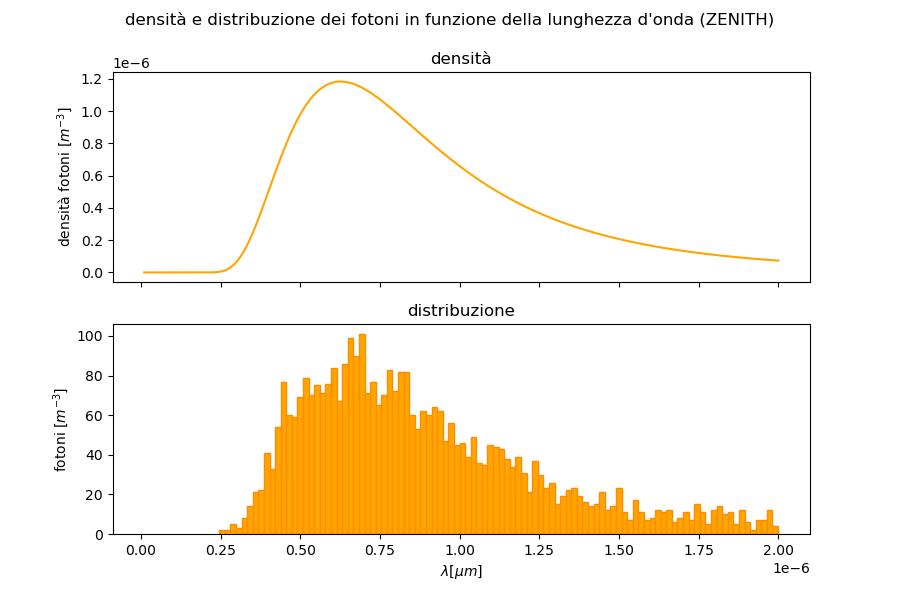 densità e distribuzione dei fotoni in funzione della lunghezza d'onda (ZENITH)
densità
1e−6
1.2
1.0
0.8
0.6
0.4
0.2
0.0
densità fotoni [m⁻³]
distribuzione
100
80
60
40
20
0
fotoni [m⁻³]
0.00 0.25 0.50 0.75 1.00 1.25 1.50 1.75 2.00
λ[μm]
1e−6